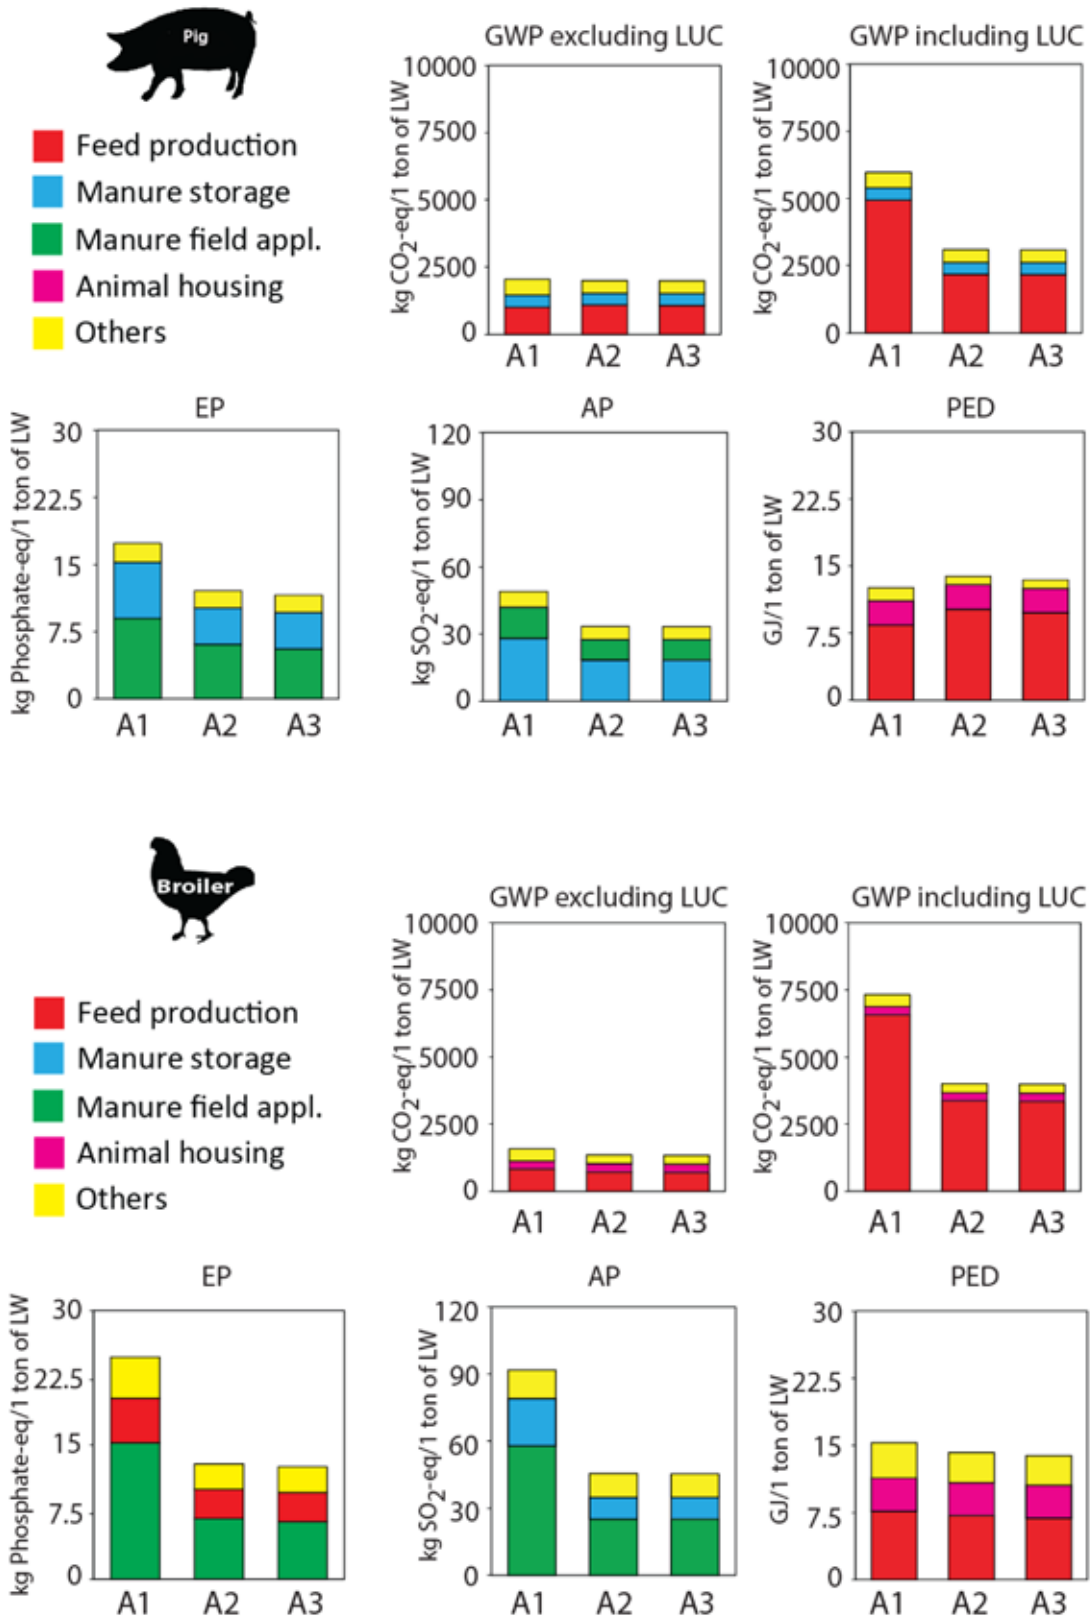 Pig
Feed production
Manure storage
Manure field appl.
Animal housing
Others
GWP excluding LUC
kg CO2-eq/1 ton of LW
10000
7500
5000
2500
0
A1 A2 A3
GWP including LUC
kg CO2-eq/1 ton of LW
10000
7500
5000
2500
0
A1 A2 A3
EP
kg Phosphate-eq/1 ton of LW
30
22.5
15
7.5
0
A1 A2 A3
AP
kg SO2-eq/1 ton of LW
120
90
60
30
0
A1 A2 A3
PED
GJ/1 ton of LW
30
22.5
15
7.5
0
A1 A2 A3
Broiler
Feed production
Manure storage
Manure field appl.
Animal housing
Others
GWP excluding LUC
kg CO2-eq/1 ton of LW
10000
7500
5000
2500
0
A1 A2 A3
GWP including LUC
kg CO2-eq/1 ton of LW
10000
7500
5000
2500
0
A1 A2 A3
EP
kg Phosphate-eq/1 ton of LW
30
22.5
15
7.5
0
A1 A2 A3
AP
kg SO2-eq/1 ton of LW
120
90
60
30
0
A1 A2 A3
PED
GJ/1 ton of LW
30
22.5
15
7.5
0
A1 A2 A3